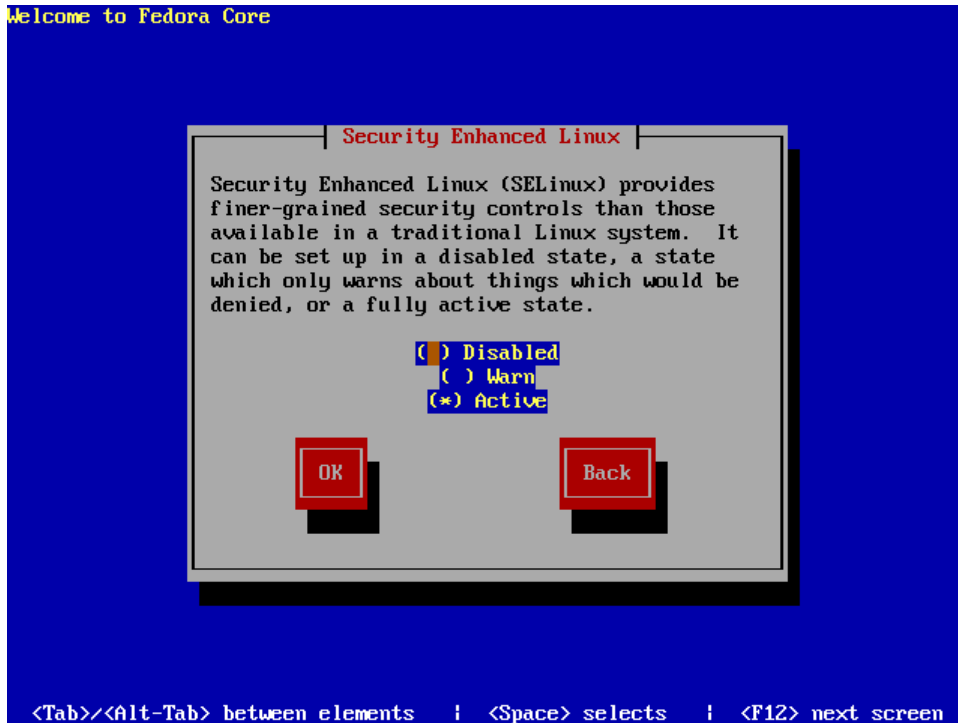 Welcome to Fedora Core
Security Enhanced Linux
Security Enhanced Linux (SELinux) provides
finer-grained security controls than those
available in a traditional Linux system.  It
can be set up in a disabled state, a state
which only warns about things which would be
denied, or a fully active state.
( ) Disabled
( ) Warn
(*) Active
OK Back
<Tab>/<Alt-Tab> between elements   |  <Space> selects   |  <F12> next screen